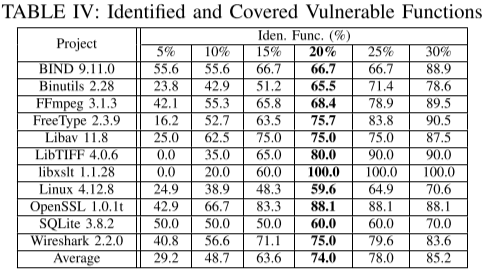 TABLE IV: Identified and Covered Vulnerable Functions
Project Iden. Func. (%)
5% 10% 15% 20% 25% 30%
BIND 9.11.0 55.6 55.6 66.7 66.7 66.7 88.9
Binutils 2.28 23.8 42.9 51.2 65.5 71.4 78.6
FFmpeg 3.1.3 42.1 55.3 65.8 68.4 78.9 89.5
FreeType 2.3.9 16.2 52.7 63.5 75.7 83.8 90.5
Libav 11.8 25.0 62.5 75.0 75.0 75.0 87.5
LibTIFF 4.0.6 0.0 35.0 65.0 80.0 90.0 90.0
libxslt 1.1.28 0.0 20.0 60.0 100.0 100.0 100.0
Linux 4.12.8 24.9 38.9 48.3 59.6 64.9 70.6
OpenSSL 1.0.1t 42.9 66.7 83.3 88.1 88.1 88.1
SQLite 3.8.2 50.0 50.0 50.0 60.0 60.0 70.0
Wireshark 2.2.0 40.8 56.6 71.1 75.0 79.6 83.6
Average 29.2 48.7 63.6 74.0 78.0 85.2